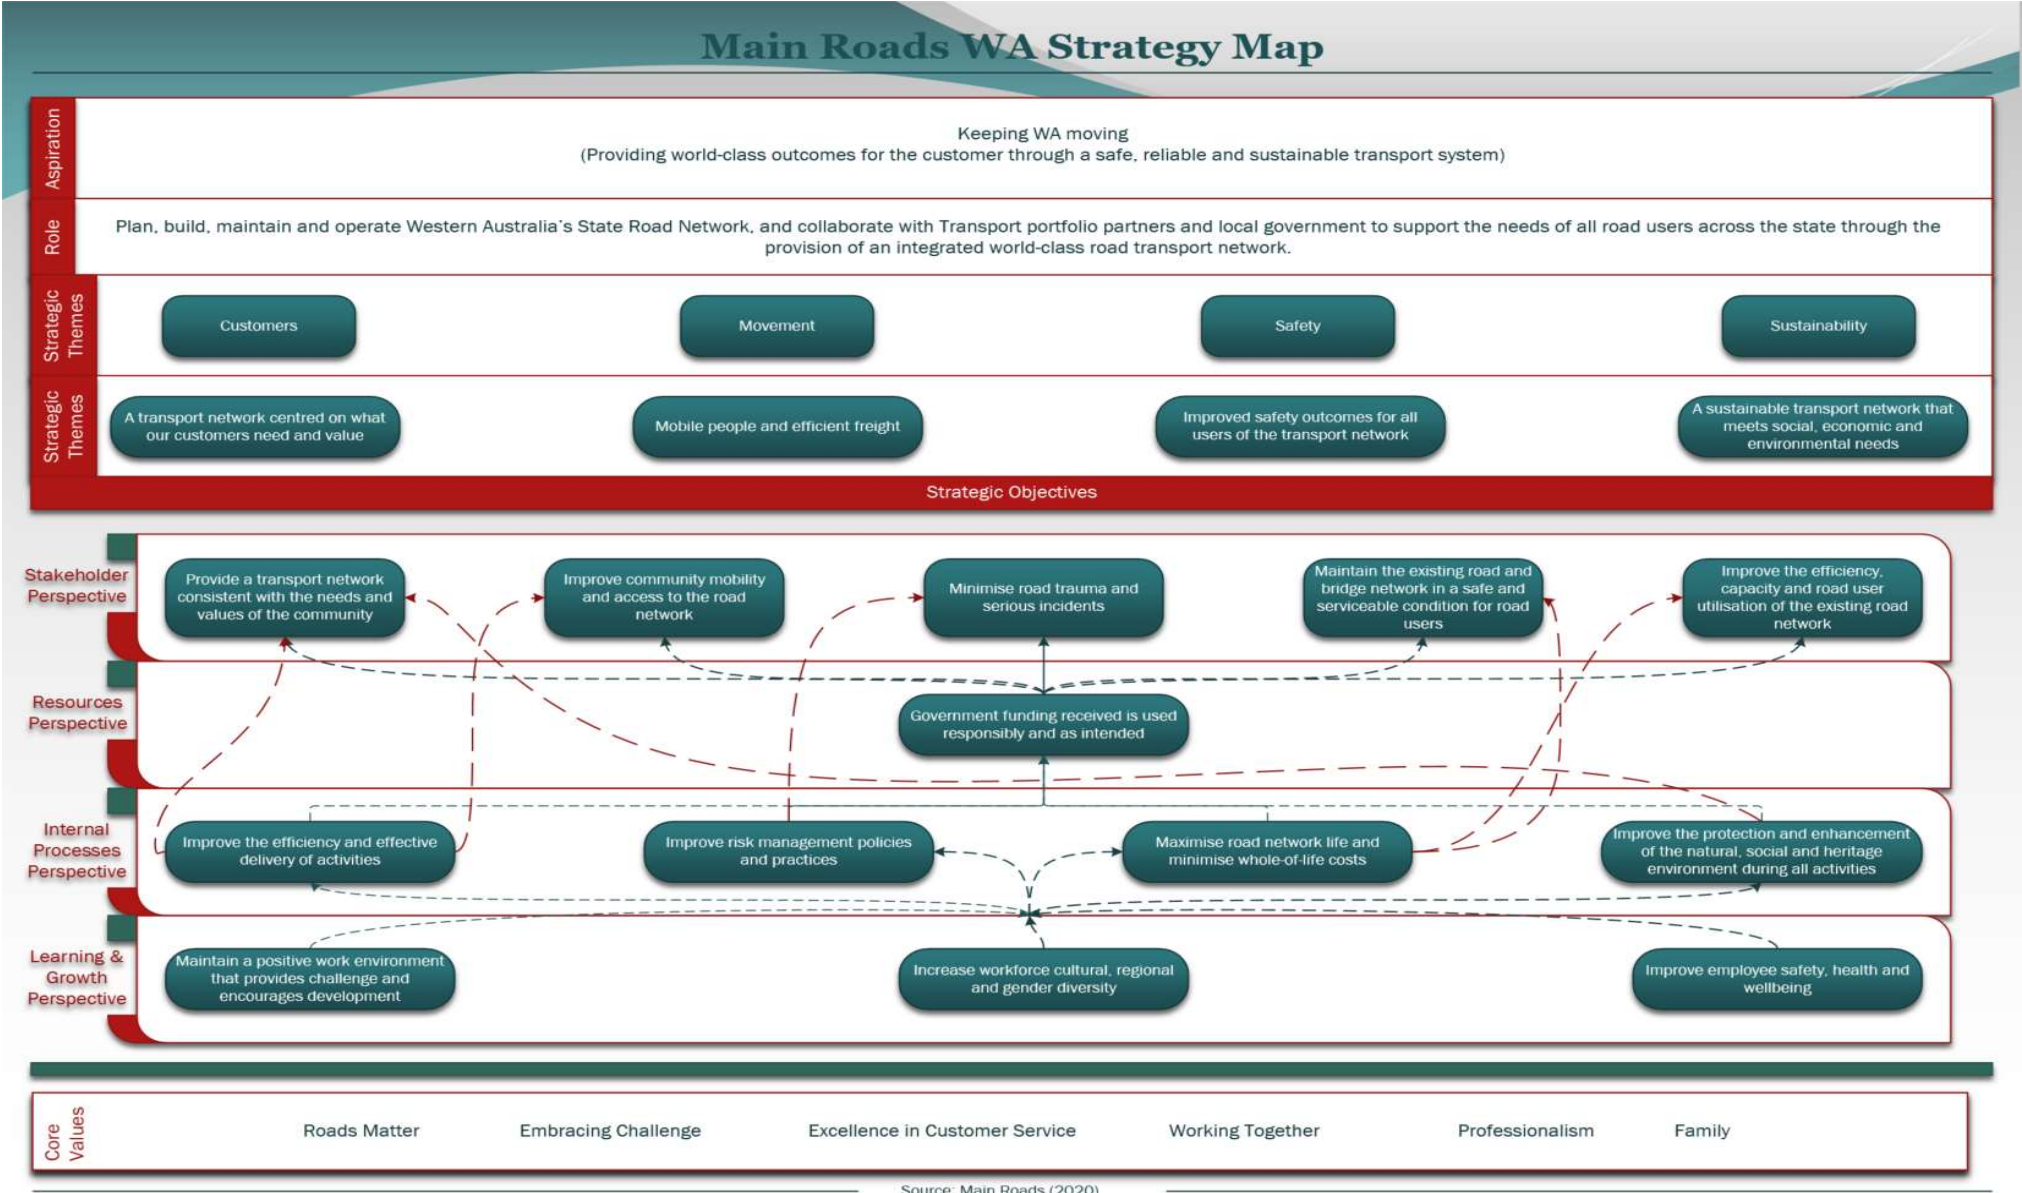 Main Roads WA Strategy Map
Aspiration
Keeping WA moving
(Providing world-class outcomes for the customer through a safe, reliable and sustainable transport system)
Role
Plan, build, maintain and operate Western Australia's State Road Network, and collaborate with Transport portfolio partners and local government to support the needs of all road users across the state through the
provision of an integrated world-class road transport network.
Strategic
Themes
Customers
Movement
Safety
Sustainability
Strategic
Themes
A transport network centred on what
our customers need and value
Mobile people and efficient freight
Improved safety outcomes for all
users of the transport network
A sustainable transport network that
meets social, economic and
environmental needs
Strategic Objectives
Stakeholder
Perspective
Provide a transport network
consistent with the needs and
values of the community
Improve community mobility
and access to the road
network
Minimise road trauma and
serious incidents
Maintain the existing road and
bridge network in a safe and
serviceable condition for road
users
Improve the efficiency,
capacity and road user
utilisation of the existing road
network
Resources
Perspective
Government funding received is used
responsibly and as intended
Internal
Processes
Perspective
Improve the efficiency and effective
delivery of activities
Improve risk management policies
and practices
Maximise road network life and
minimise whole-of-life costs
Improve the protection and enhancement
of the natural, social and heritage
environment during all activities
Learning &
Growth
Perspective
Maintain a positive work environment
that provides challenge and
encourages development
Increase workforce cultural, regional
and gender diversity
Improve employee safety, health and
wellbeing
Core
Values
Roads Matter
Embracing Challenge
Excellence in Customer Service
Working Together
Professionalism
Family
Source: Main Roads (2020)